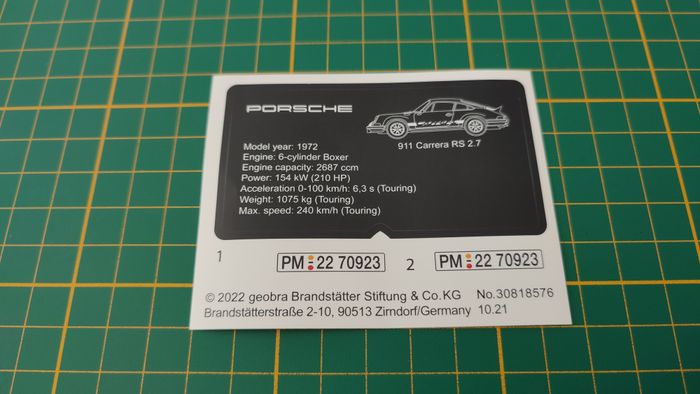 PORSCHE
911 Carrera RS 2.7
Model year: 1972
Engine: 6-cylinder Boxer
Engine capacity: 2687 ccm
Power: 154 kW (210 HP)
Acceleration 0-100 km/h: 6,3 s (Touring)
Weight: 1075 kg (Touring)
Max. speed: 240 km/h (Touring)
1 PM 22 70923 2 PM 22 70923
© 2022 geobra Brandstätter Stiftung & Co.KG No.30818576
Brandstätterstraße 2-10, 90513 Zirndorf/Germany 10.21